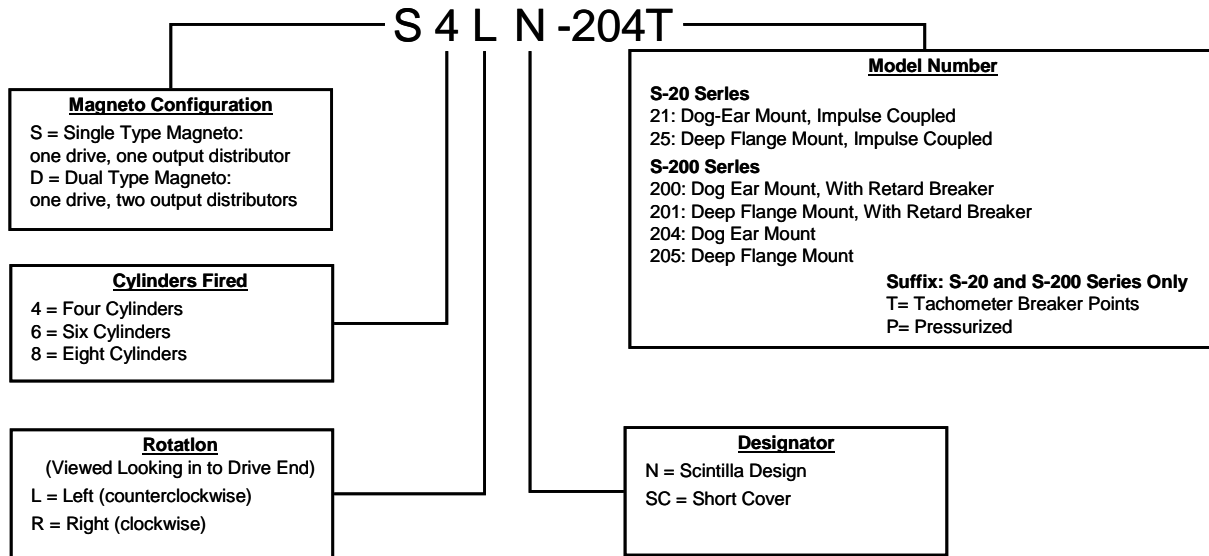 S 4 L N -204T
Magneto Configuration
S = Single Type Magneto:
one drive, one output distributor
D = Dual Type Magneto:
one drive, two output distributors
Cylinders Fired
4 = Four Cylinders
6 = Six Cylinders
8 = Eight Cylinders
Rotation
(Viewed Looking in to Drive End)
L = Left (counterclockwise)
R = Right (clockwise)
Model Number
S-20 Series
21: Dog-Ear Mount, Impulse Coupled
25: Deep Flange Mount, Impulse Coupled
S-200 Series
200: Dog Ear Mount, With Retard Breaker
201: Deep Flange Mount, With Retard Breaker
204: Dog Ear Mount
205: Deep Flange Mount
Suffix: S-20 and S-200 Series Only
T= Tachometer Breaker Points
P= Pressurized
Designator
N = Scintilla Design
SC = Short Cover